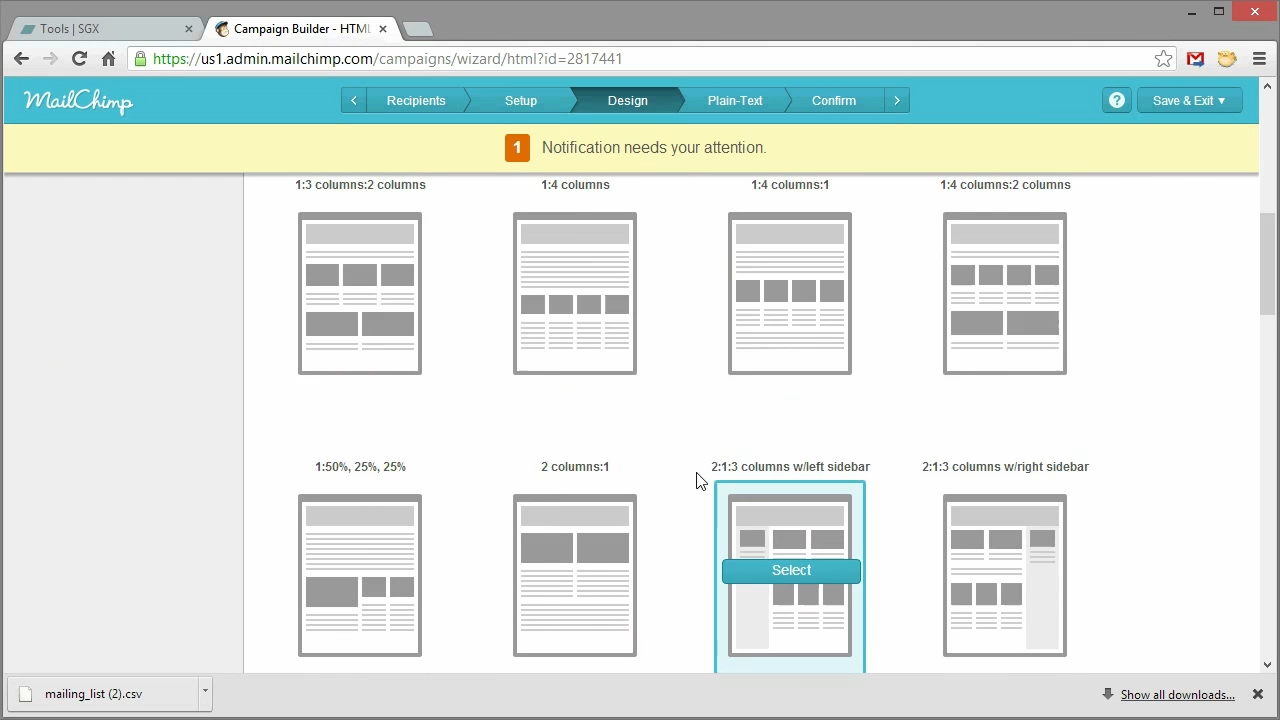 Tools | SGX
Campaign Builder - HTML
https://us1.admin.mailchimp.com/campaigns/wizard/html?id=2817441
MailChimp
Recipients
Setup
Design
Plain-Text
Confirm
?
Save & Exit
1
Notification needs your attention.
1:3 columns:2 columns
1:4 columns
1:4 columns:1
1:4 columns:2 columns
1:50%, 25%, 25%
2 columns:1
2:1:3 columns w/left sidebar
2:1:3 columns w/right sidebar
Select
mailing_list (2).csv
Show all downloads...